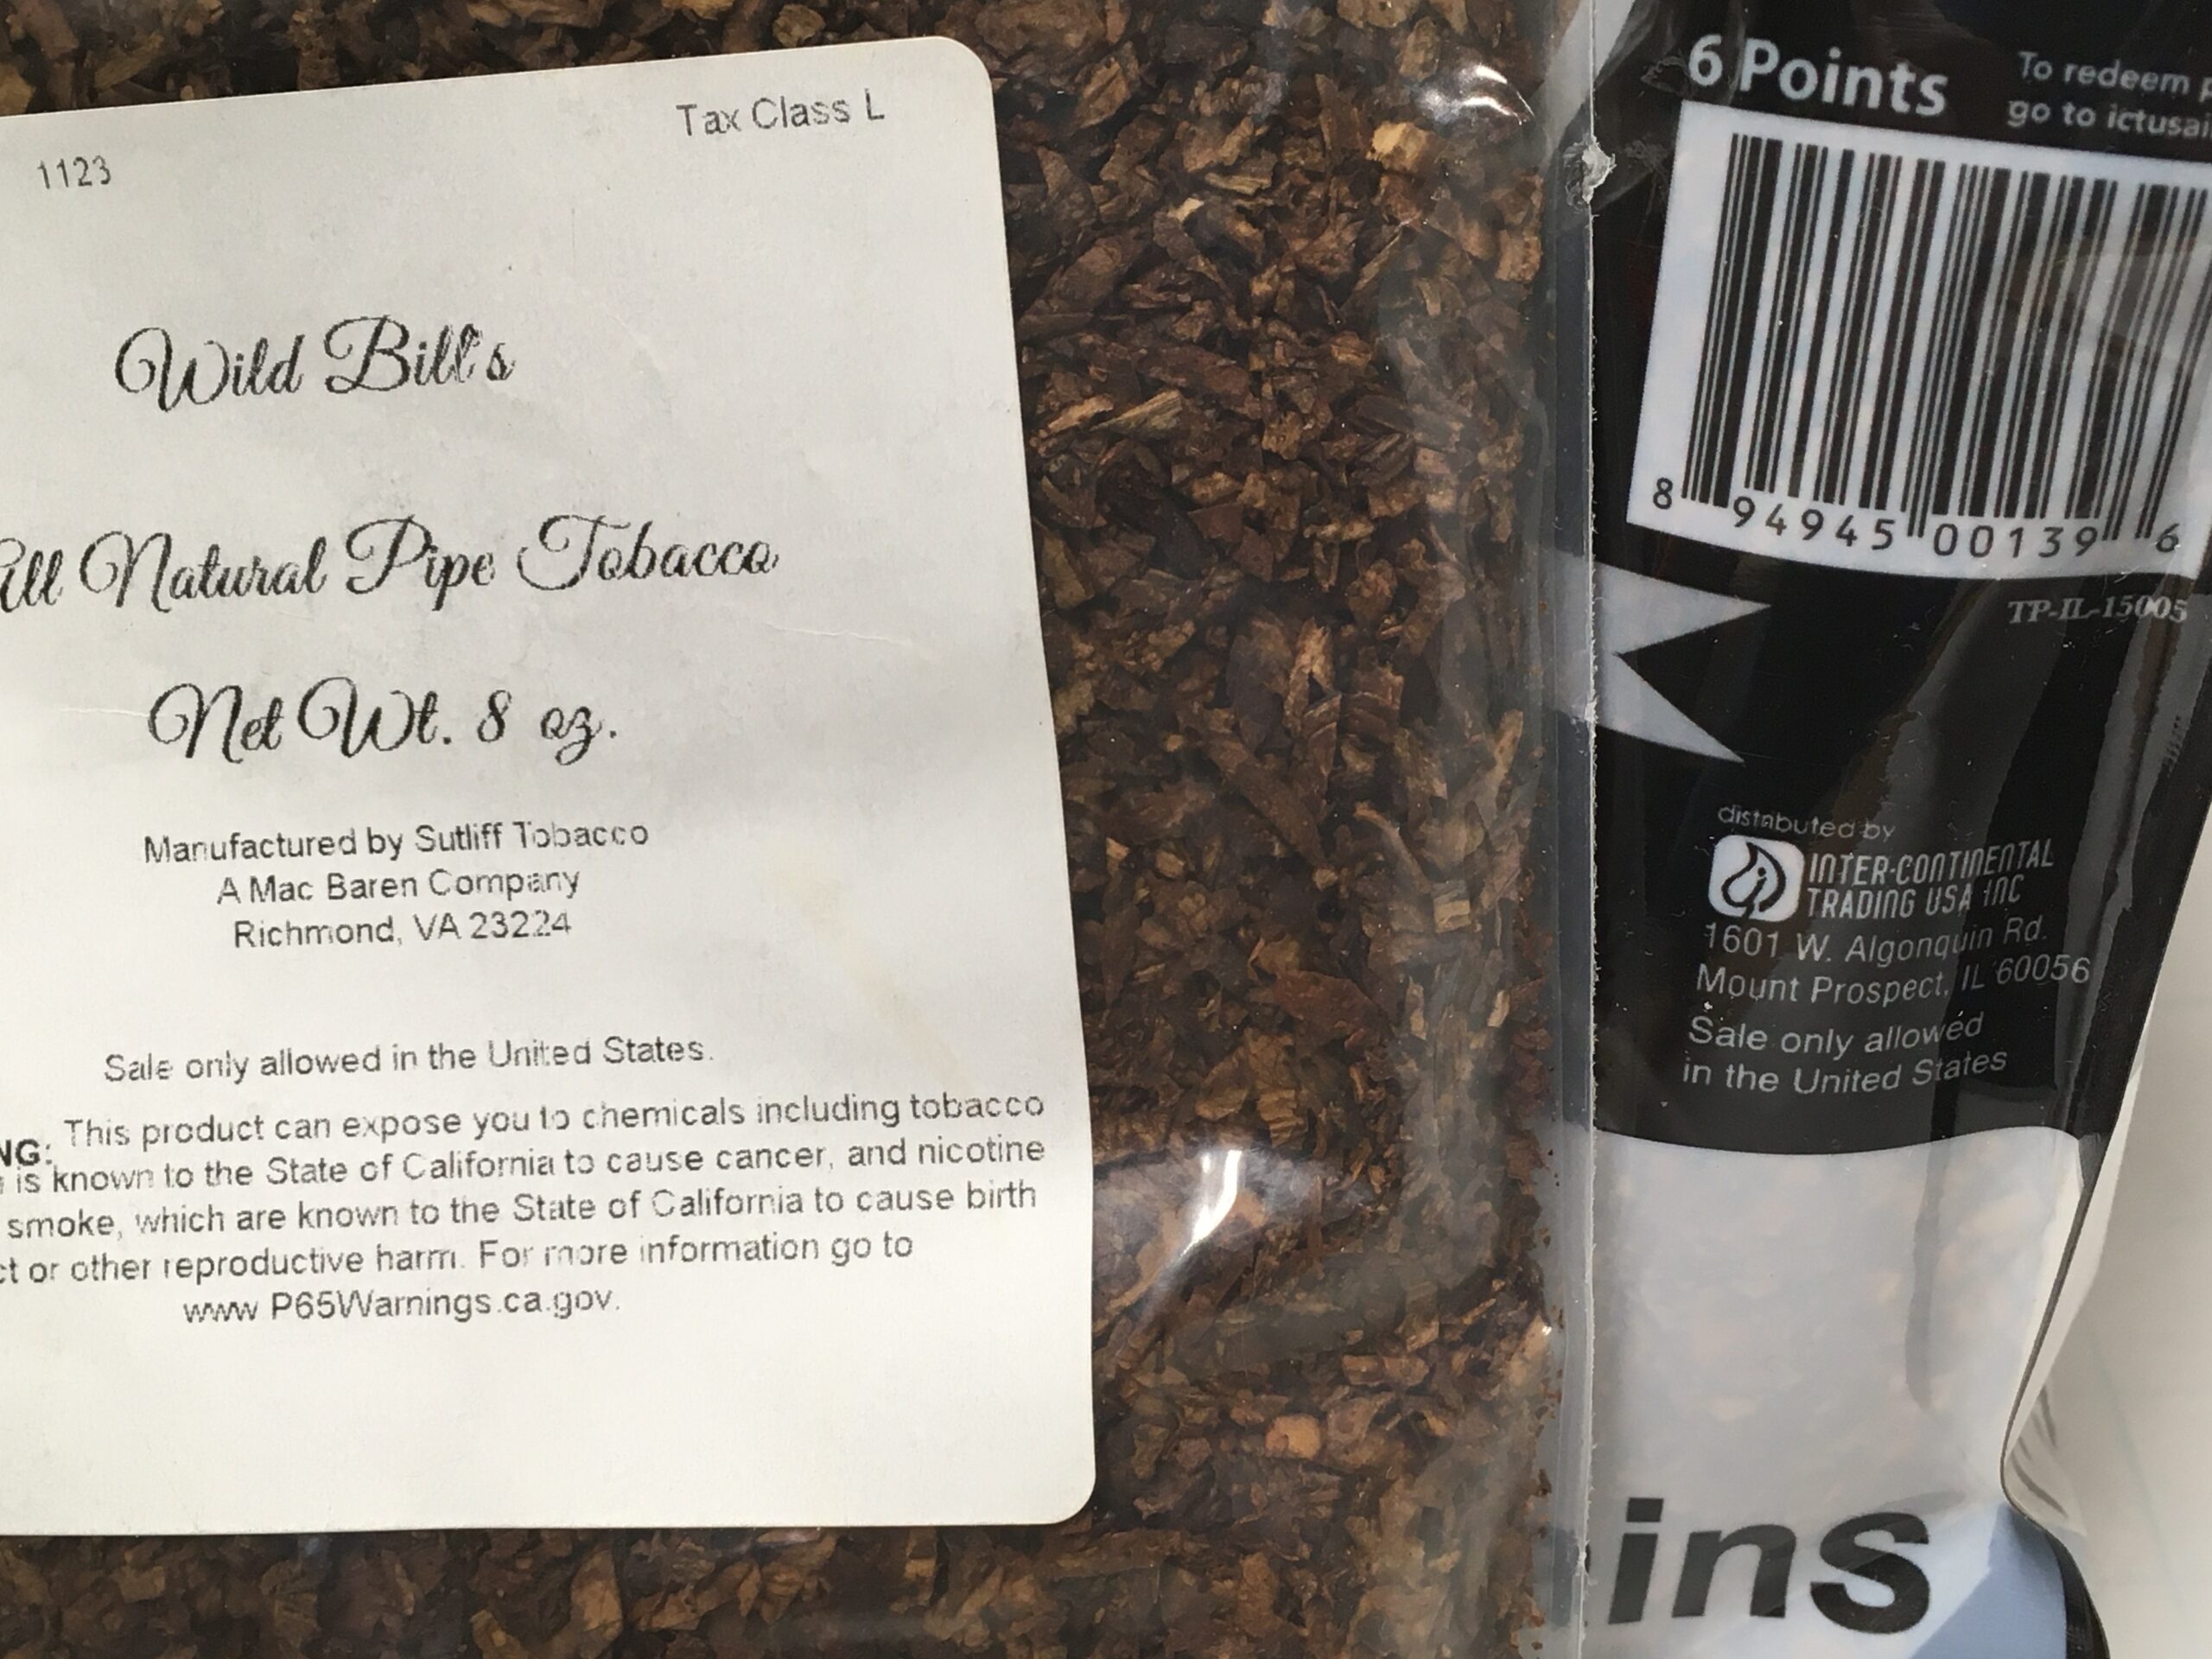 Tax Class L
1123
Wild Bill's
All Natural Pipe Tobacco
Net Wt. 8 oz.
Manufactured by Sutliff Tobacco
A Mac Baren Company
Richmond, VA 23224
Sale only allowed in the United States.
NG: This product can expose you to chemicals including tobacco
is known to the State of California to cause cancer, and nicotine
smoke, which are known to the State of California to cause birth
ct or other reproductive harm. For more information go to
www P65Warnings.ca.gov.
6 Points
To redeem p
go to ictusai
8 94945 00139 6
TP-IL-15005
distributed by
INTER-CONTINENTAL
TRADING USA INC
1601 W. Algonquin Rd.
Mount Prospect, IL 60056
Sale only allowed
in the United States
ins